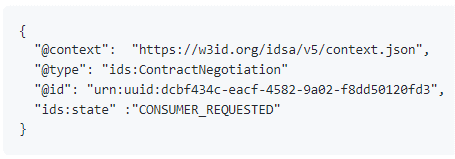 {
"@context":  "https://w3id.org/idsa/v5/context.json",
"@type": "ids:ContractNegotiation"
"@id": "urn:uuid:dcbf434c-eacf-4582-9a02-f8dd50120fd3",
"ids:state" :"CONSUMER_REQUESTED"
}